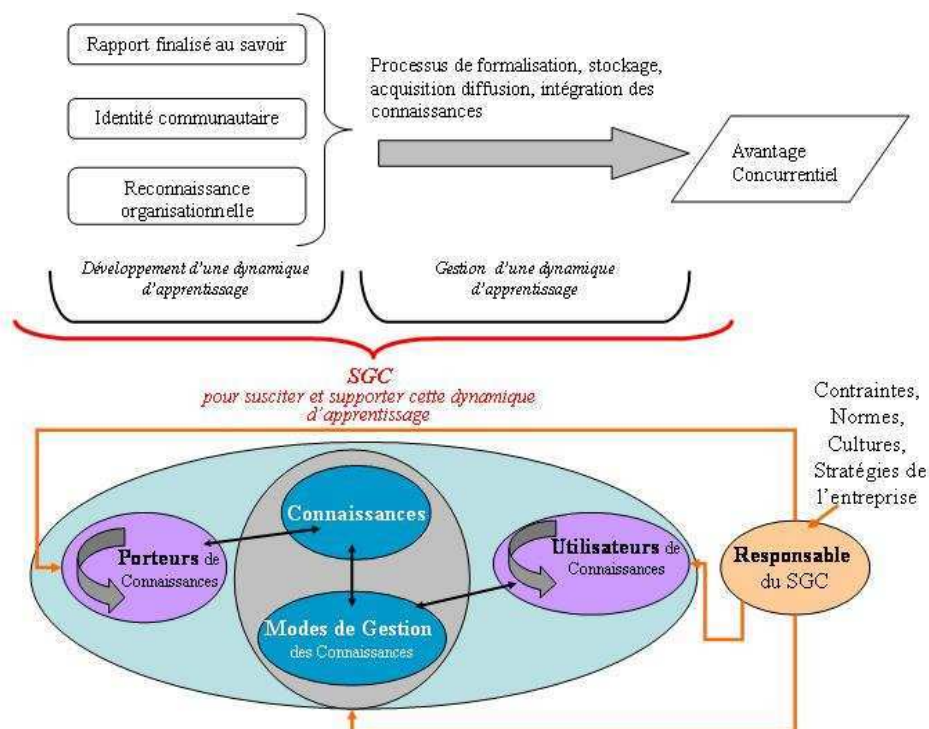 Rapport finalisé au savoir
Identité communautaire
Reconnaissance
organisationnelle
Processus de formalisation, stockage,
acquisition diffusion, intégration des
connaissances
Avantage
Concurrentiel
Développement d'une dynamique
d'apprentissage
Gestion d'une dynamique
d'apprentissage
SGC
pour susciter et supporter cette dynamique
d'apprentissage
Contraintes,
Normes,
Cultures,
Stratégies de
l'entreprise
Connaissances
Porteurs de
Connaissances
Utilisateurs de
Connaissances
Responsable
du SGC
Modes de Gestion
des Connaissances